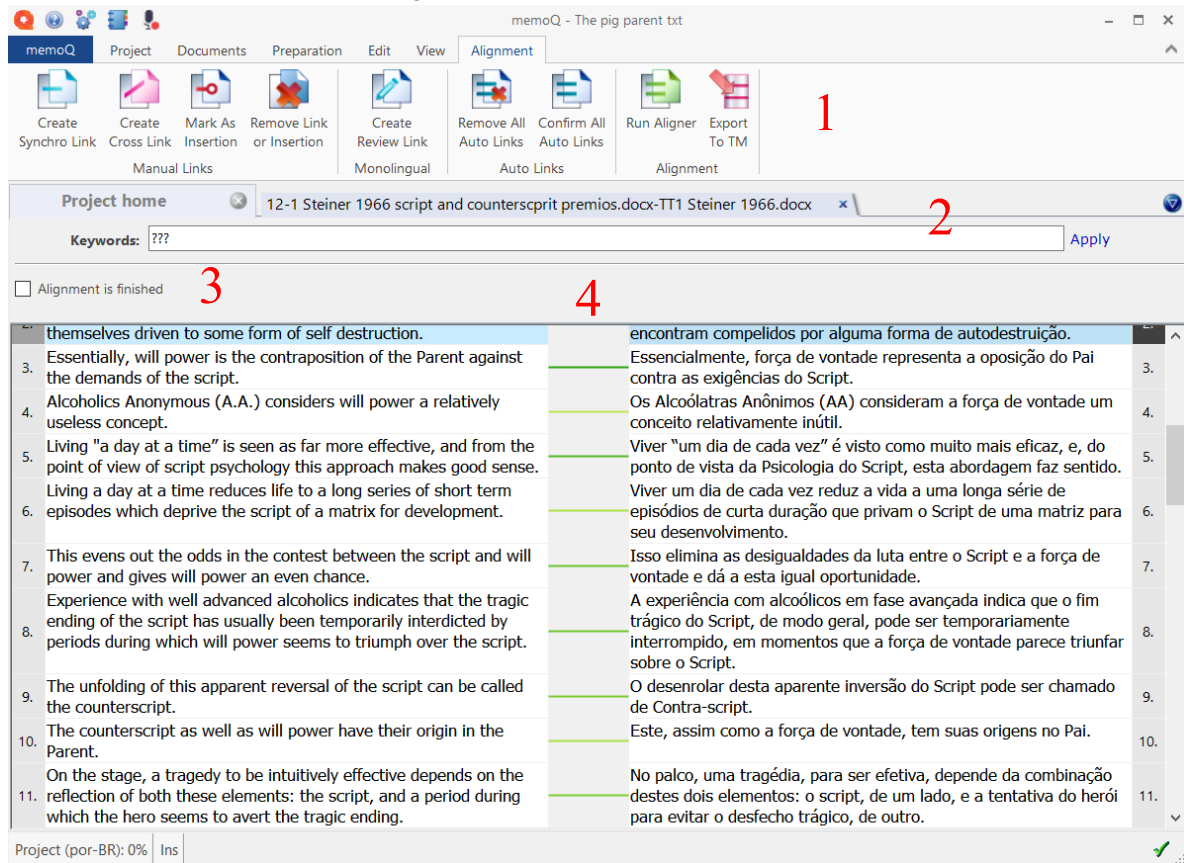 memoQ - The pig parent txt
memoQ Project Documents Preparation Edit View Alignment
Create Synchro Link
Create Cross Link
Mark As Insertion
Remove Link or Insertion
Create Review Link
Remove All Auto Links
Confirm All Auto Links
Run Aligner
Export To TM
1
Manual Links Monolingual Auto Links Alignment
Project home
12-1 Steiner 1966 script and counterscprit premios.docx-TT1 Steiner 1966.docx
2
Keywords: ??? Apply
Alignment is finished
3
4
themselves driven to some form of self destruction.
encontram compelidos por alguma forma de autodestruição.
3.
Essentially, will power is the contraposition of the Parent against
the demands of the script.
Essencialmente, força de vontade representa a oposição do Pai
contra as exigências do Script.
3.
4.
Alcoholics Anonymous (A.A.) considers will power a relatively
useless concept.
Os Alcoólatras Anônimos (AA) consideram a força de vontade um
conceito relativamente inútil.
4.
5.
Living "a day at a time" is seen as far more effective, and from the
point of view of script psychology this approach makes good sense.
Viver "um dia de cada vez" é visto como muito mais eficaz, e, do
ponto de vista da Psicologia do Script, esta abordagem faz sentido.
5.
6.
Living a day at a time reduces life to a long series of short term
episodes which deprive the script of a matrix for development.
Viver um dia de cada vez reduz a vida a uma longa série de
episódios de curta duração que privam o Script de uma matriz para
seu desenvolvimento.
6.
7.
This evens out the odds in the contest between the script and will
power and gives will power an even chance.
Isso elimina as desigualdades da luta entre o Script e a força de
vontade e dá a esta igual oportunidade.
7.
8.
Experience with well advanced alcoholics indicates that the tragic
ending of the script has usually been temporarily interdicted by
periods during which will power seems to triumph over the script.
A experiência com alcoólicos em fase avançada indica que o fim
trágico do Script, de modo geral, pode ser temporariamente
interrompido, em momentos que a força de vontade parece triunfar
sobre o Script.
8.
9.
The unfolding of this apparent reversal of the script can be called
the counterscript.
O desenrolar desta aparente inversão do Script pode ser chamado
de Contra-script.
9.
10.
The counterscript as well as will power have their origin in the
Parent.
Este, assim como a força de vontade, tem suas origens no Pai.
10.
11.
On the stage, a tragedy to be intuitively effective depends on the
reflection of both these elements: the script, and a period during
which the hero seems to avert the tragic ending.
No palco, uma tragédia, para ser efetiva, depende da combinação
destes dois elementos: o script, de um lado, e a tentativa do herói
para evitar o desfecho trágico, de outro.
11.
Project (por-BR): 0% Ins